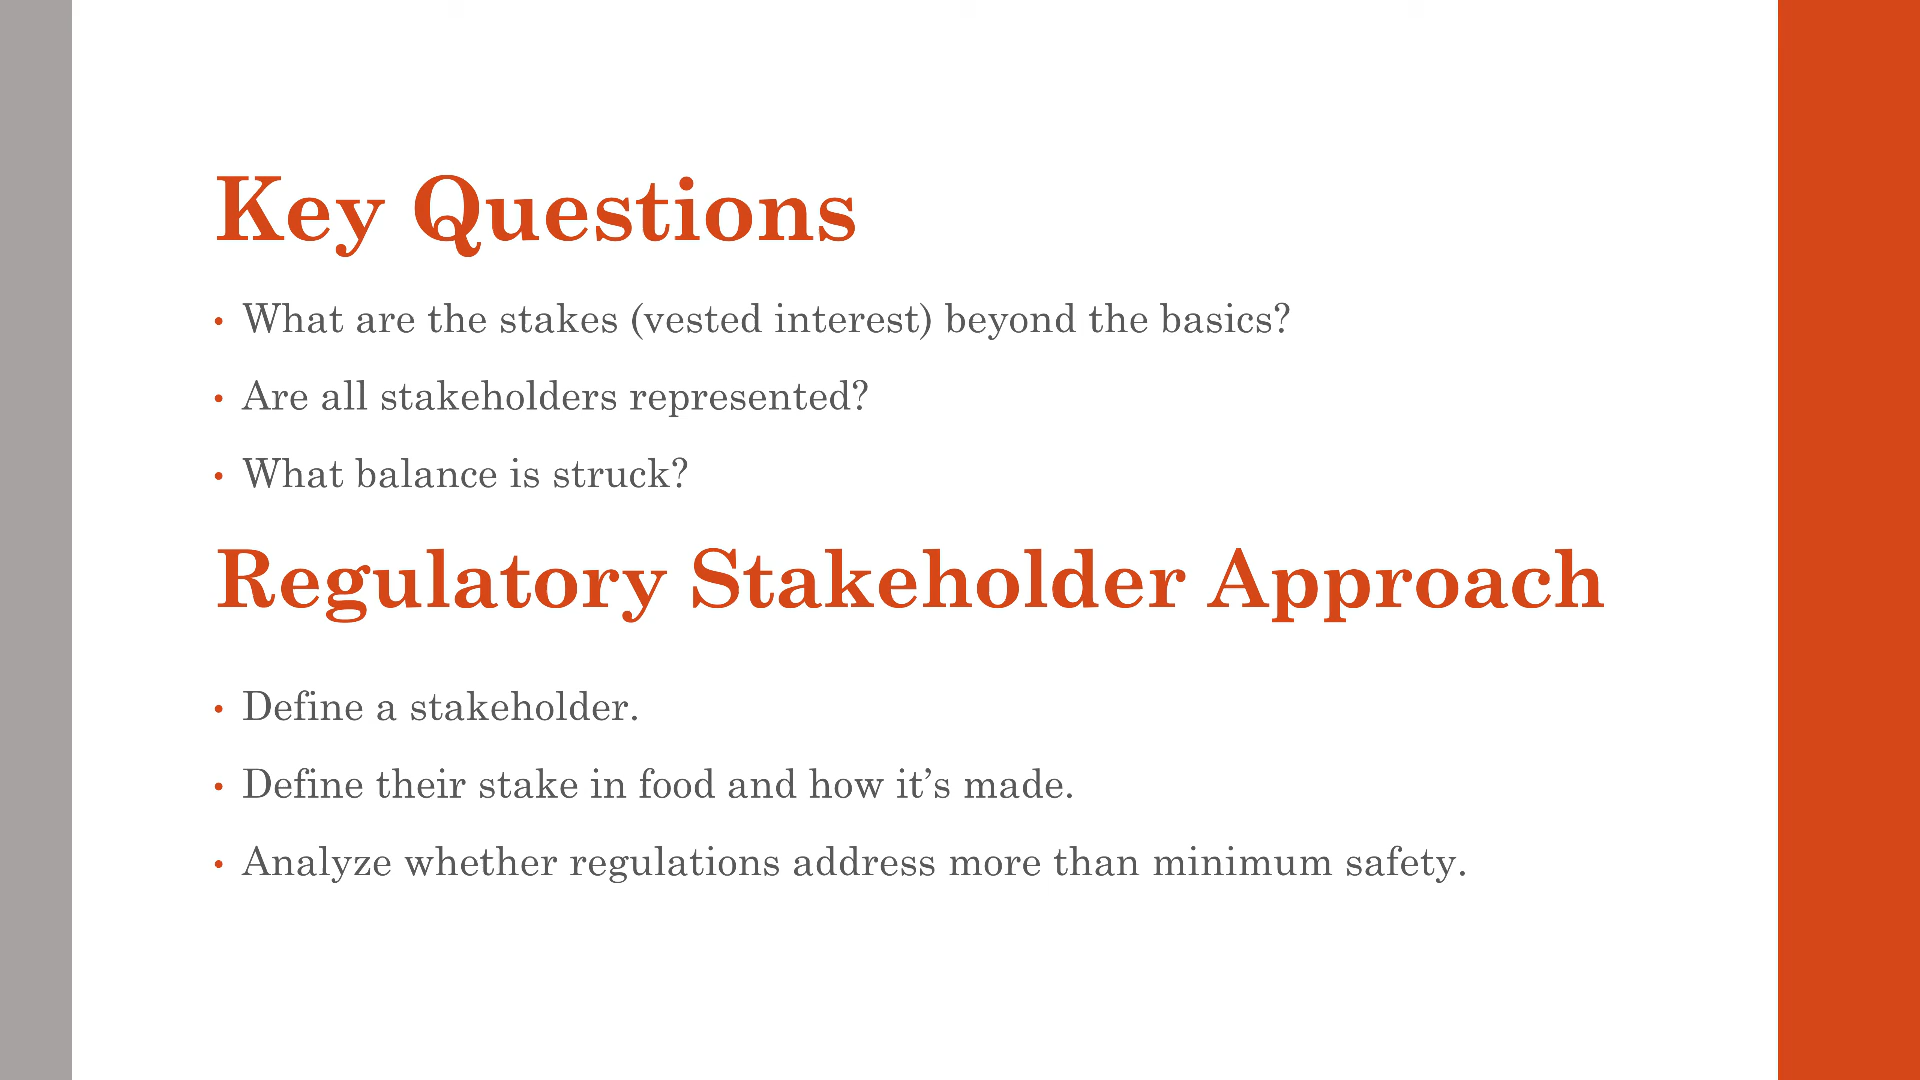 Key Questions
• What are the stakes (vested interest) beyond the basics?
• Are all stakeholders represented?
• What balance is struck?
Regulatory Stakeholder Approach
• Define a stakeholder.
• Define their stake in food and how it’s made.
• Analyze whether regulations address more than minimum safety.